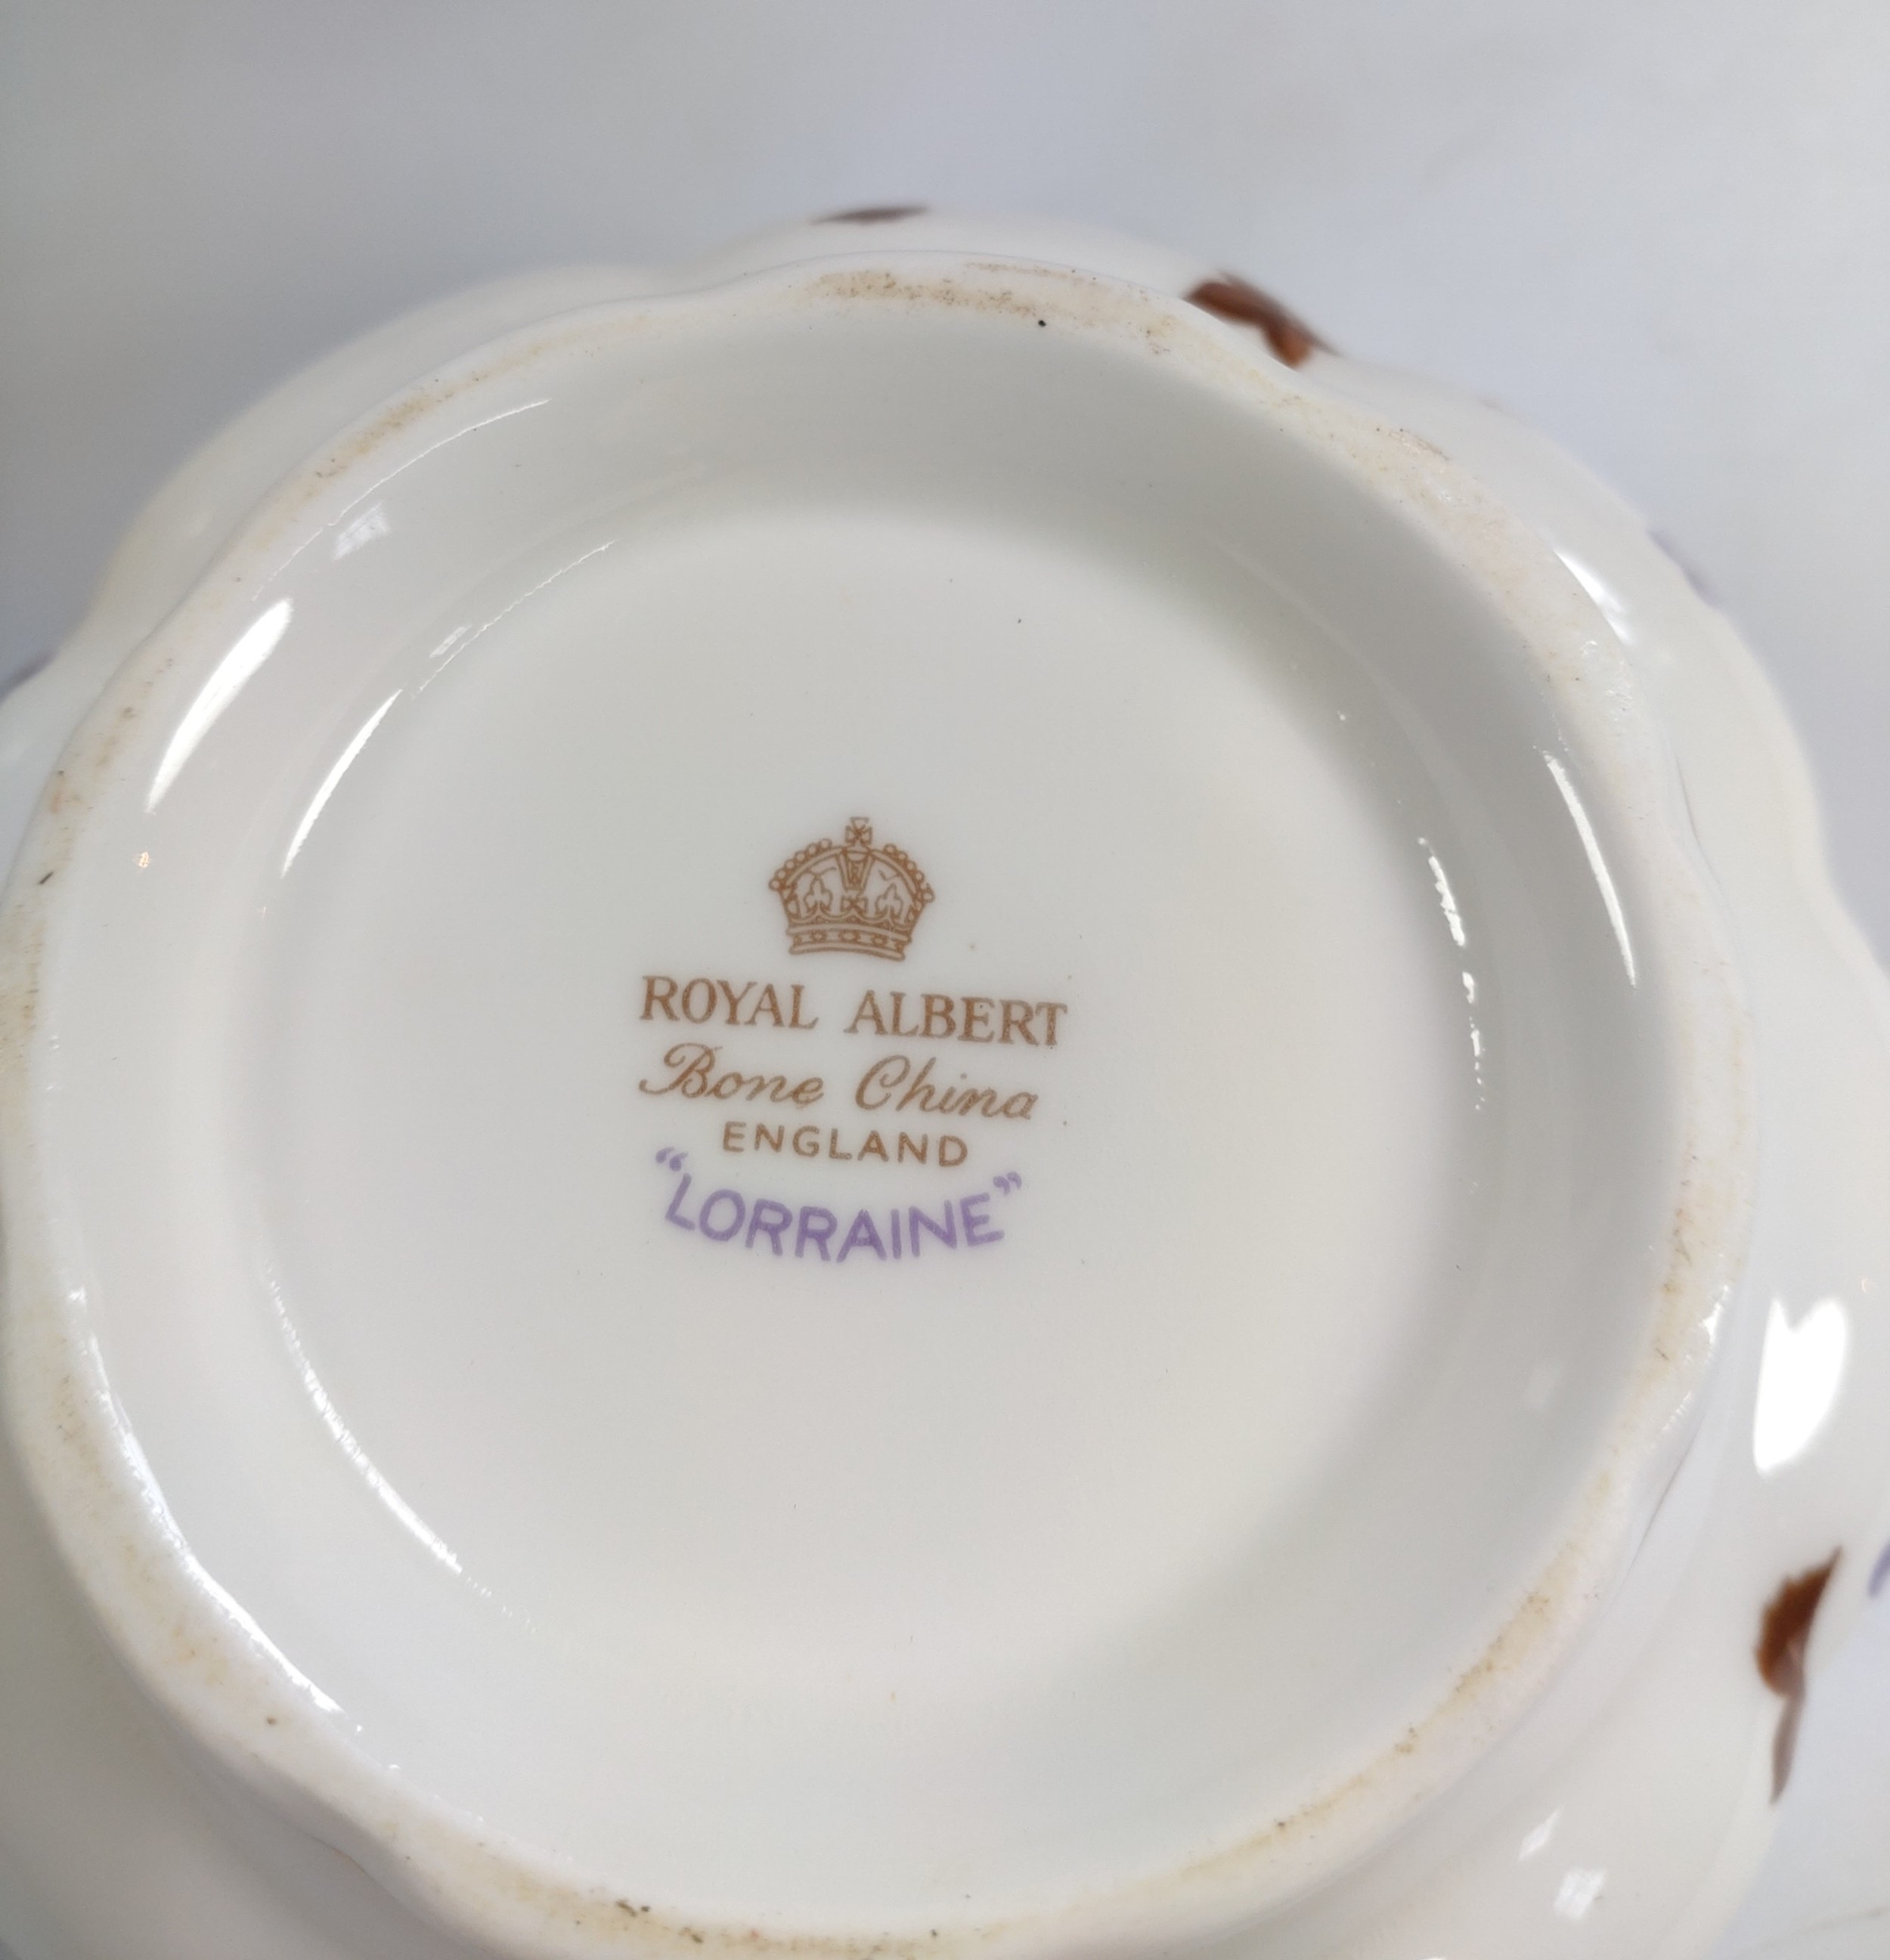 ROYAL ALBERT
Bone China
ENGLAND
"LORRAINE"